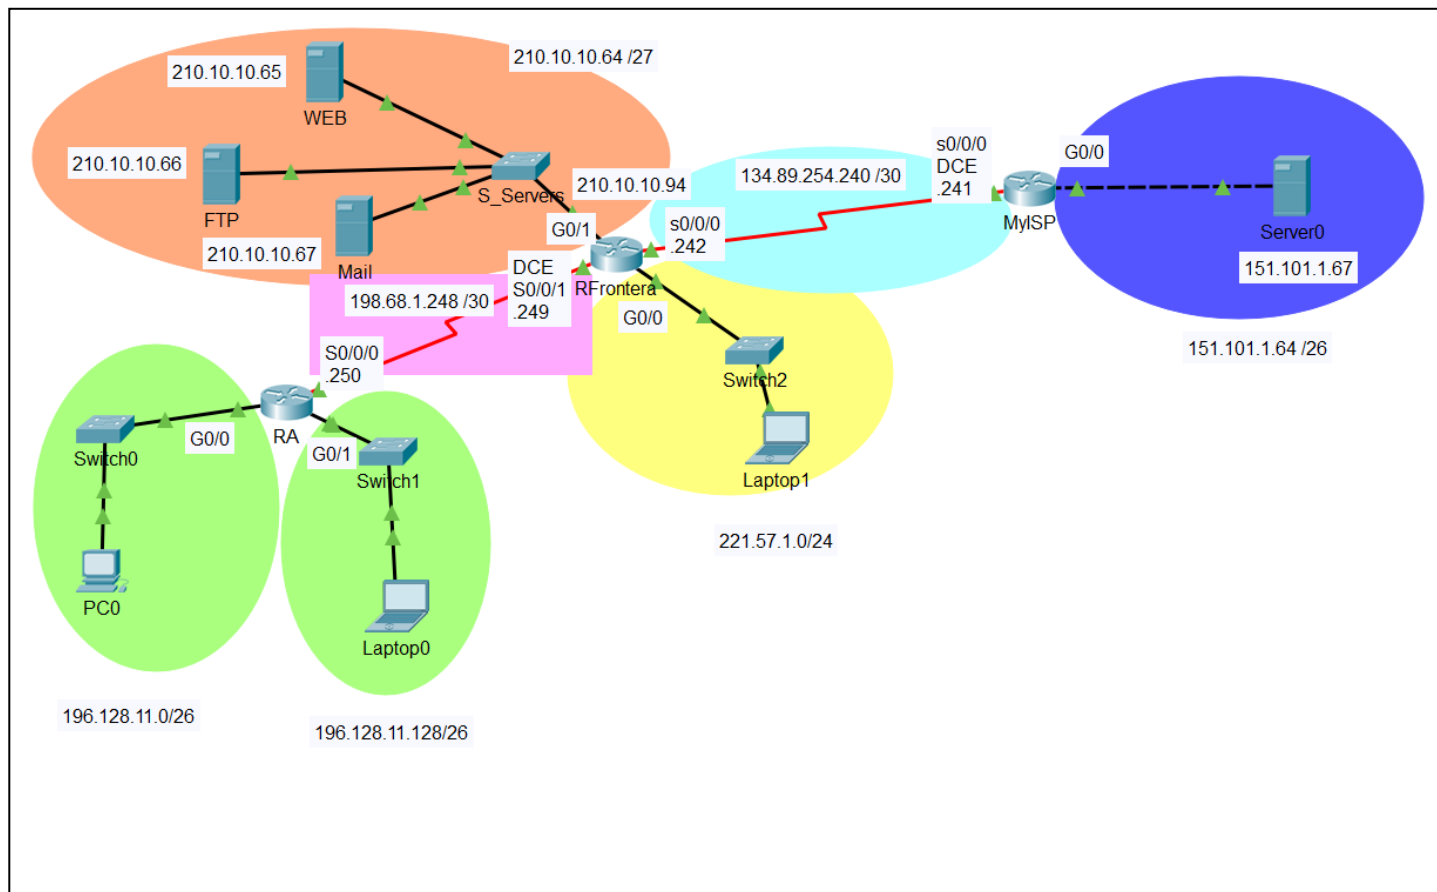 210.10.10.65
WEB
210.10.10.64 /27
210.10.10.66
FTP
210.10.10.67
Mail
S_Servers
210.10.10.94
G0/1
RFrontera
s0/0/0
.242
134.89.254.240 /30
s0/0/0
DCE
.241
MyISP
G0/0
Server0
151.101.1.67
151.101.1.64 /26
DCE
S0/0/1
.249
198.68.1.248 /30
S0/0/0
.250
G0/0
Switch2
Laptop1
221.57.1.0/24
RA
G0/0
Switch0
PC0
196.128.11.0/26
G0/1
Switch1
Laptop0
196.128.11.128/26